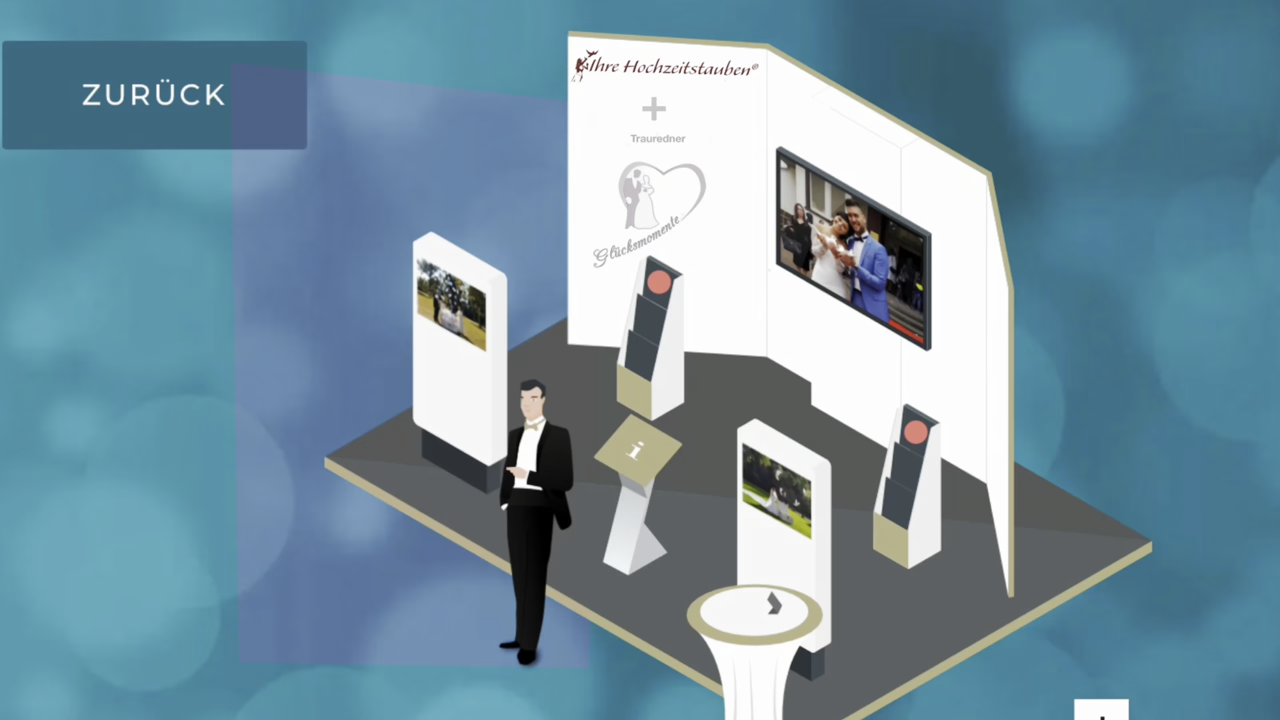 ZURÜCK
Ihre Hochzeitstauben®
+
Trauredner
Glücksmomente
i